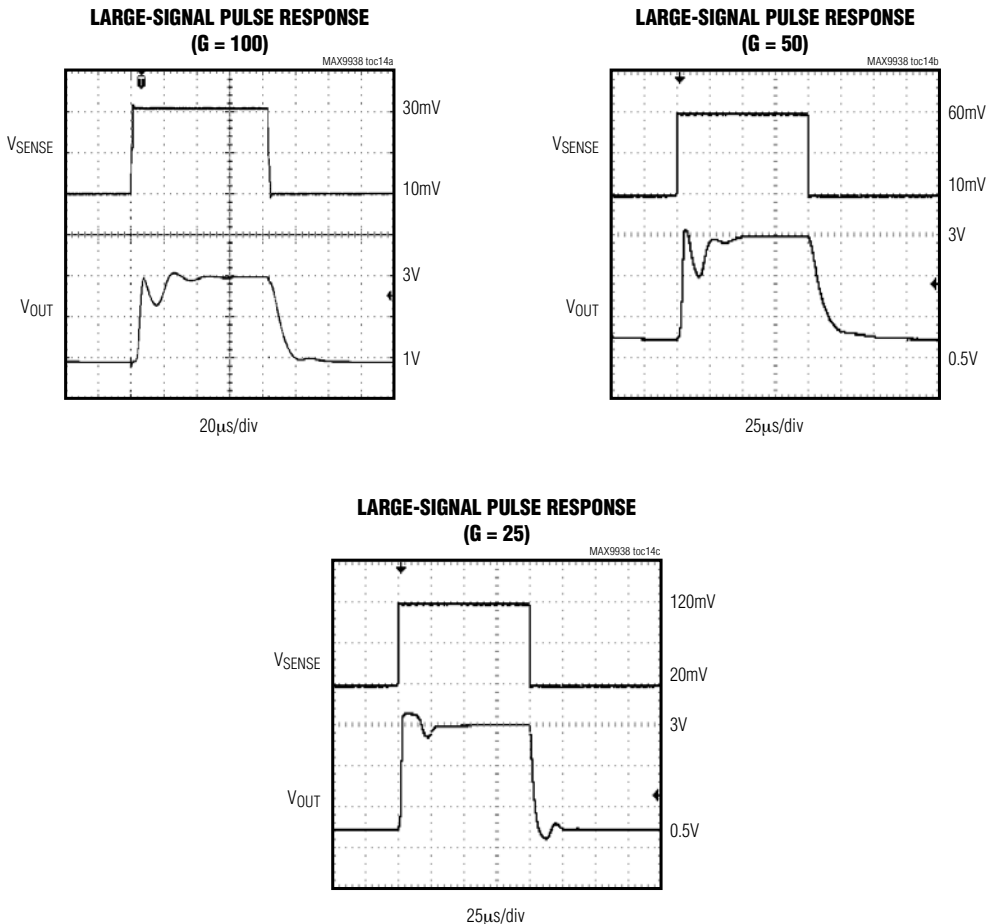 LARGE-SIGNAL PULSE RESPONSE
(G = 100)
MAX9938 toc14a
VSENSE
30mV
10mV
VOUT
3V
1V
20μs/div
LARGE-SIGNAL PULSE RESPONSE
(G = 50)
MAX9938 toc14b
VSENSE
60mV
10mV
VOUT
3V
0.5V
25μs/div
LARGE-SIGNAL PULSE RESPONSE
(G = 25)
MAX9938 toc14c
VSENSE
120mV
20mV
VOUT
3V
0.5V
25μs/div